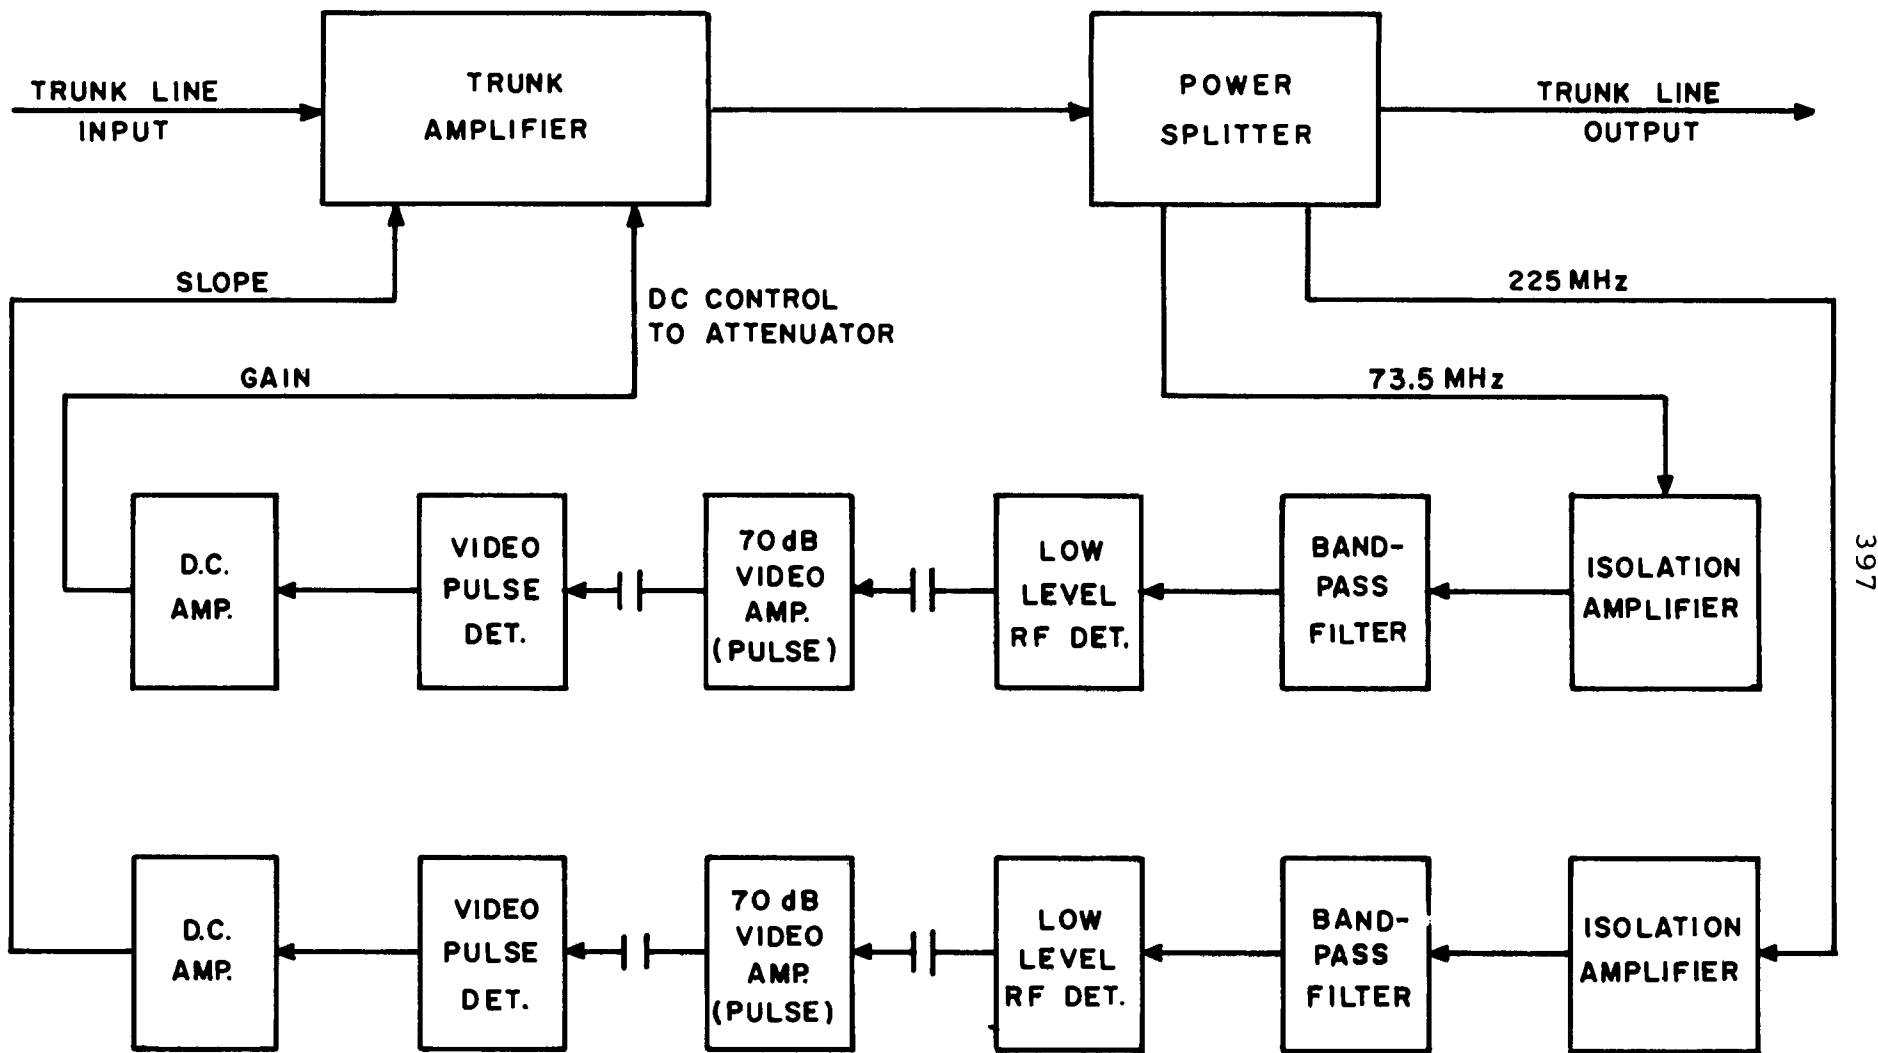 TRUNK LINE
INPUT
TRUNK
AMPLIFIER
POWER
SPLITTER
TRUNK LINE
OUTPUT
SLOPE
DC CONTROL
TO ATTENUATOR
GAIN
225 MHz
73.5 MHz
D.C.
AMP.
VIDEO
PULSE
DET.
70 dB
VIDEO
AMP.
(PULSE)
LOW
LEVEL
RF DET.
BAND-
PASS
FILTER
ISOLATION
AMPLIFIER
397
D.C.
AMP.
VIDEO
PULSE
DET.
70 dB
VIDEO
AMP.
(PULSE)
LOW
LEVEL
RF DET.
BAND-
PASS
FILTER
ISOLATION
AMPLIFIER